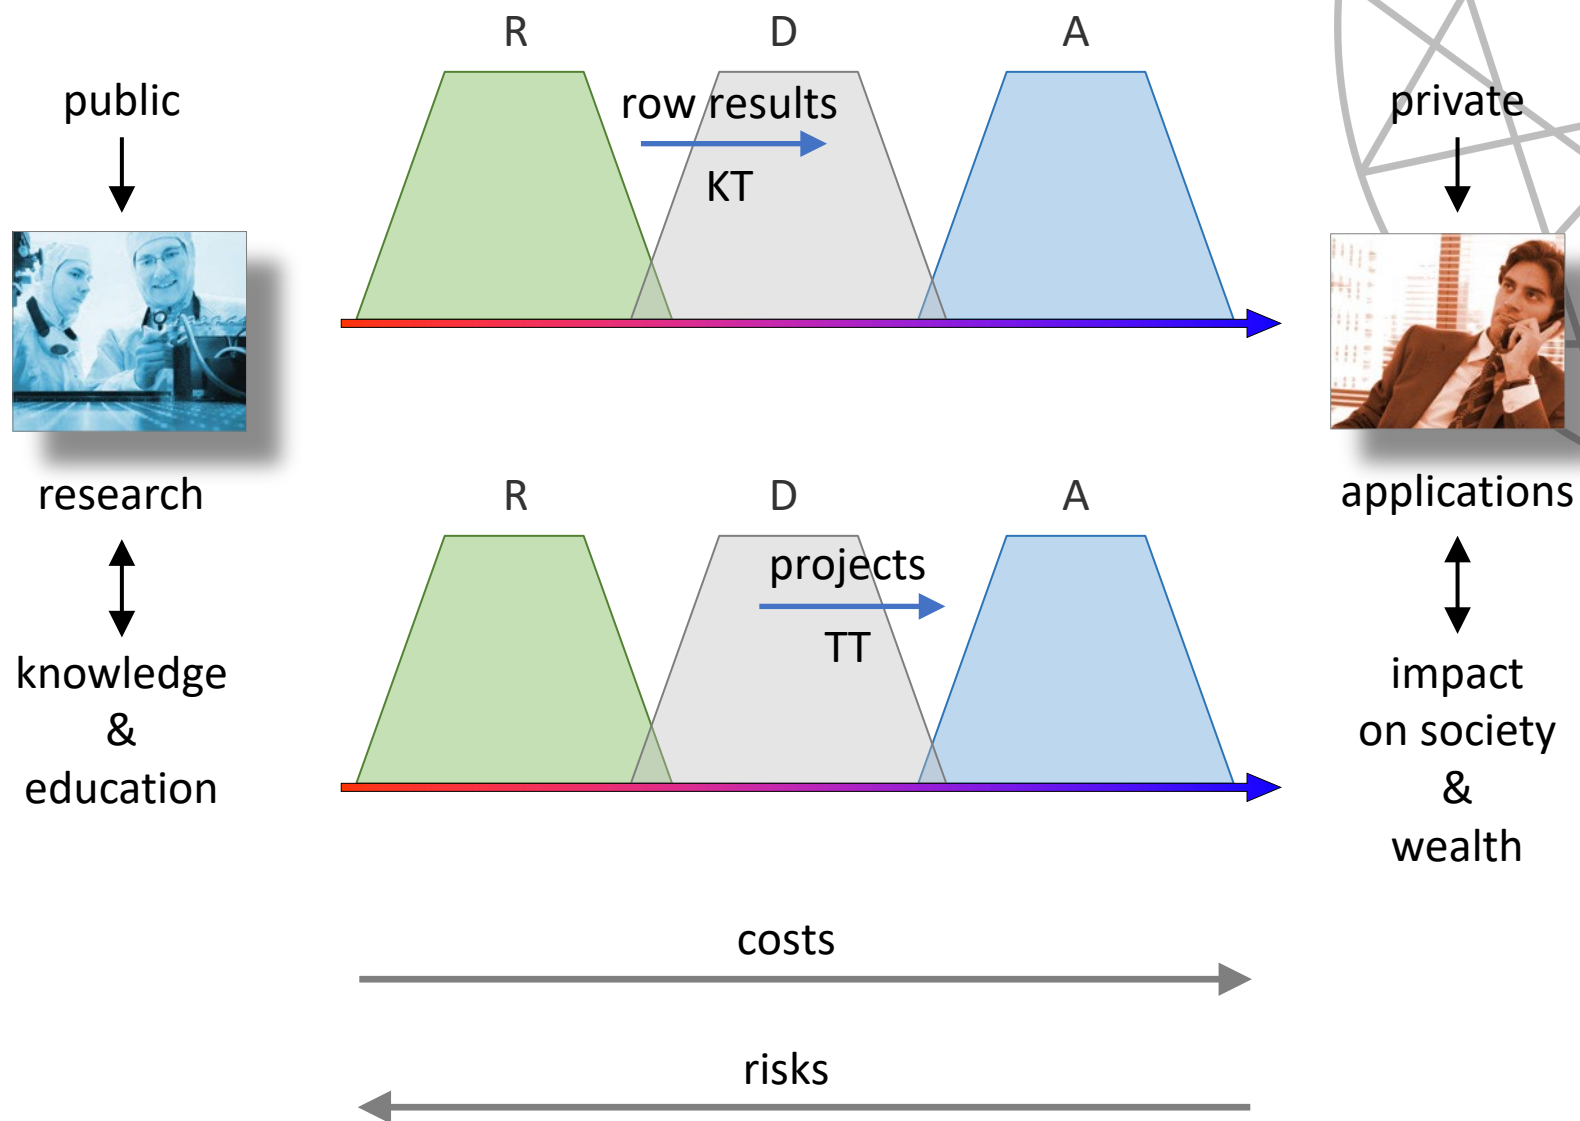 public
research
knowledge
&
education
R D A
row results
KT
R D A
projects
TT
costs
risks
private
applications
impact
on society
&
wealth